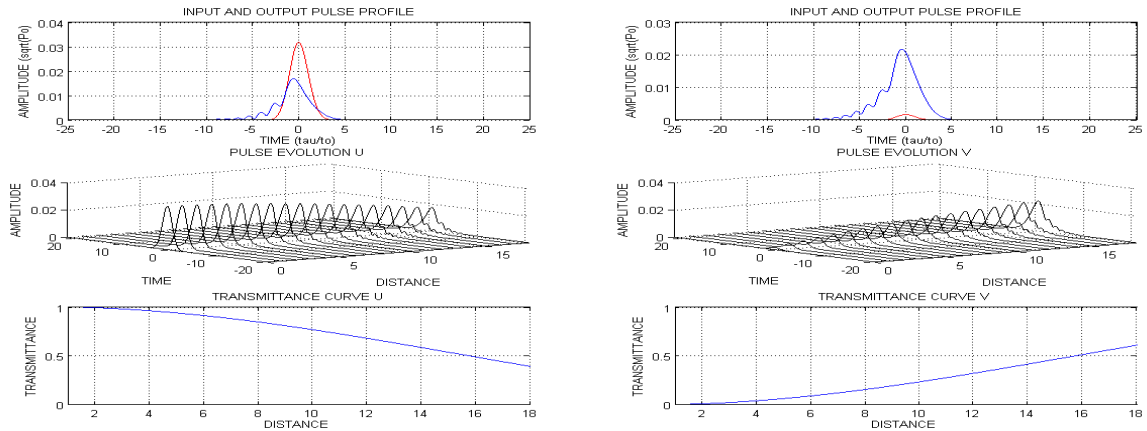 INPUT AND OUTPUT PULSE PROFILE
AMPLITUDE (sqrt(Po)
0.04
0.03
0.02
0.01
0
-25 -20 -15 -10 -5 0 5 10 15 20 25
TIME (tau/to)
PULSE EVOLUTION U
AMPLITUDE
0.04
0.02
0
20 10 0 -10 -20
TIME
0 5 10 15
DISTANCE
TRANSMITTANCE CURVE U
TRANSMITTANCE
1
0.5
0
2 4 6 8 10 12 14 16 18
DISTANCE
INPUT AND OUTPUT PULSE PROFILE
AMPLITUDE (sqrt(Po)
0.03
0.02
0.01
0
-25 -20 -15 -10 -5 0 5 10 15 20 25
TIME (tau/to)
PULSE EVOLUTION V
AMPLITUDE
0.04
0.02
0
20 10 0 -10 -20
TIME
0 5 10 15
DISTANCE
TRANSMITTANCE CURVE V
TRANSMITTANCE
1
0.5
0
2 4 6 8 10 12 14 16 18
DISTANCE